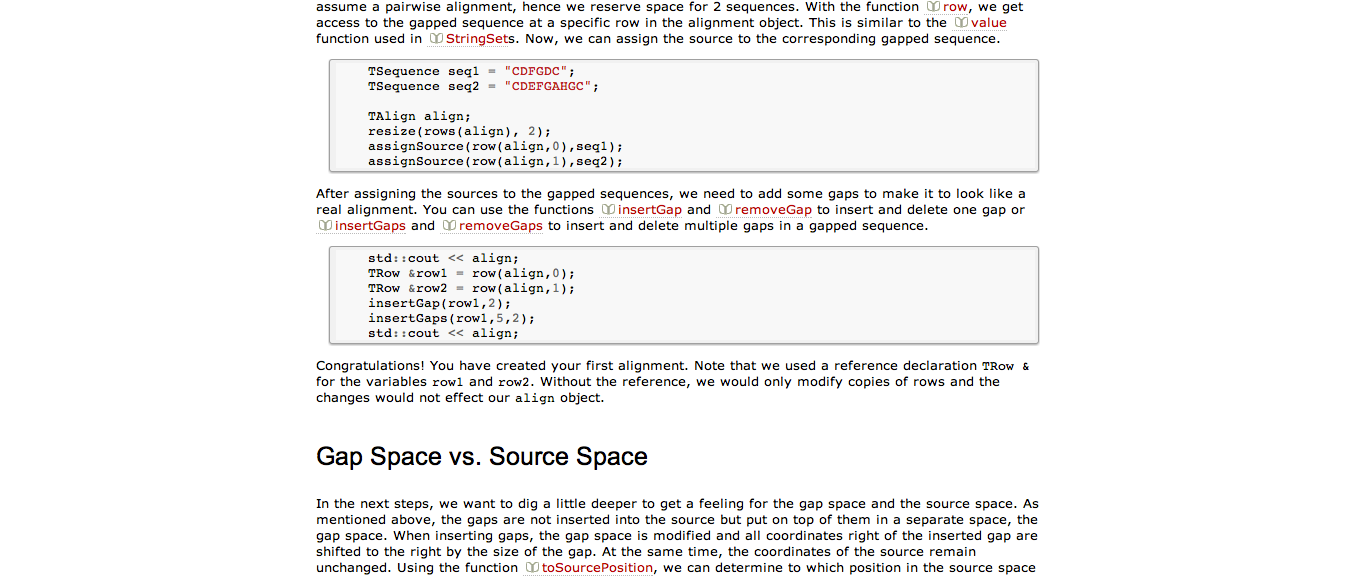 assume a pairwise alignment, hence we reserve space for 2 sequences. With the function row, we get
access to the gapped sequence at a specific row in the alignment object. This is similar to the value
function used in StringSets. Now, we can assign the source to the corresponding gapped sequence.
TSequence seq1 = "CDFGDC";
TSequence seq2 = "CDEFGAHGC";
TAlign align;
resize(rows(align), 2);
assignSource(row(align,0),seq1);
assignSource(row(align,1),seq2);
After assigning the sources to the gapped sequences, we need to add some gaps to make it to look like a
real alignment. You can use the functions insertGap and removeGap to insert and delete one gap or
insertGaps and removeGaps to insert and delete multiple gaps in a gapped sequence.
std::cout << align;
TRow &row1 = row(align,0);
TRow &row2 = row(align,1);
insertGap(row1,2);
insertGaps(row1,5,2);
std::cout << align;
Congratulations! You have created your first alignment. Note that we used a reference declaration TRow &
for the variables row1 and row2. Without the reference, we would only modify copies of rows and the
changes would not effect our align object.
Gap Space vs. Source Space
In the next steps, we want to dig a little deeper to get a feeling for the gap space and the source space. As
mentioned above, the gaps are not inserted into the source but put on top of them in a separate space, the
gap space. When inserting gaps, the gap space is modified and all coordinates right of the inserted gap are
shifted to the right by the size of the gap. At the same time, the coordinates of the source remain
unchanged. Using the function toSourcePosition, we can determine to which position in the source space